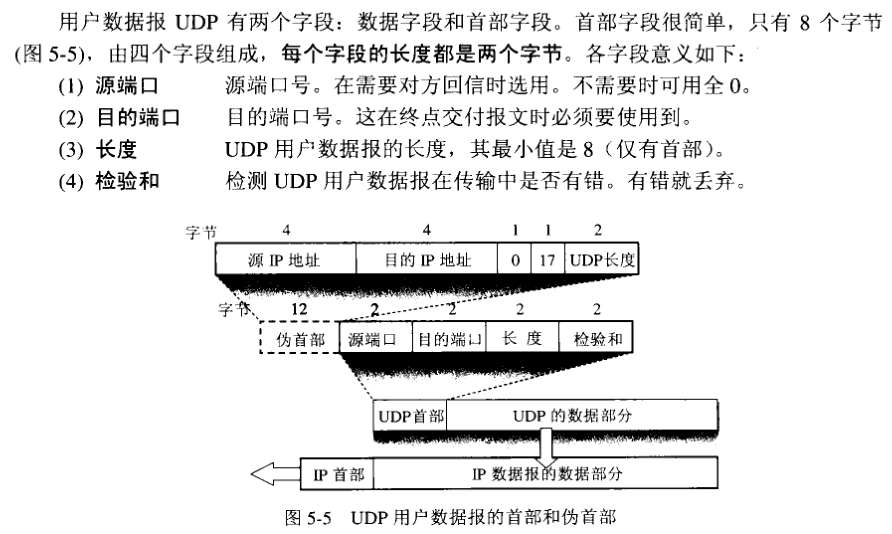 用户数据报 UDP 有两个字段：数据字段和首部字段。首部字段很简单，只有 8 个字节
(图 5-5)，由四个字段组成，每个字段的长度都是两个字节。各字段意义如下：
(1) 源端口 源端口号。在需要对方回信时选用。不需要时可用全 0。
(2) 目的端口 目的端口号。这在终点交付报文时必须要使用到。
(3) 长度 UDP 用户数据报的长度，其最小值是 8（仅有首部）。
(4) 检验和 检测 UDP 用户数据报在传输中是否有错。有错就丢弃。
字节 4 4 1 1 2
源 IP 地址 目的 IP 地址 0 17 UDP长度
字节 12 2 2 2 2
伪首部 源端口 目的端口 长 度 检验和
UDP首部 UDP 的数据部分
IP 首部 IP 数据报的数据部分
图 5-5 UDP 用户数据报的首部和伪首部